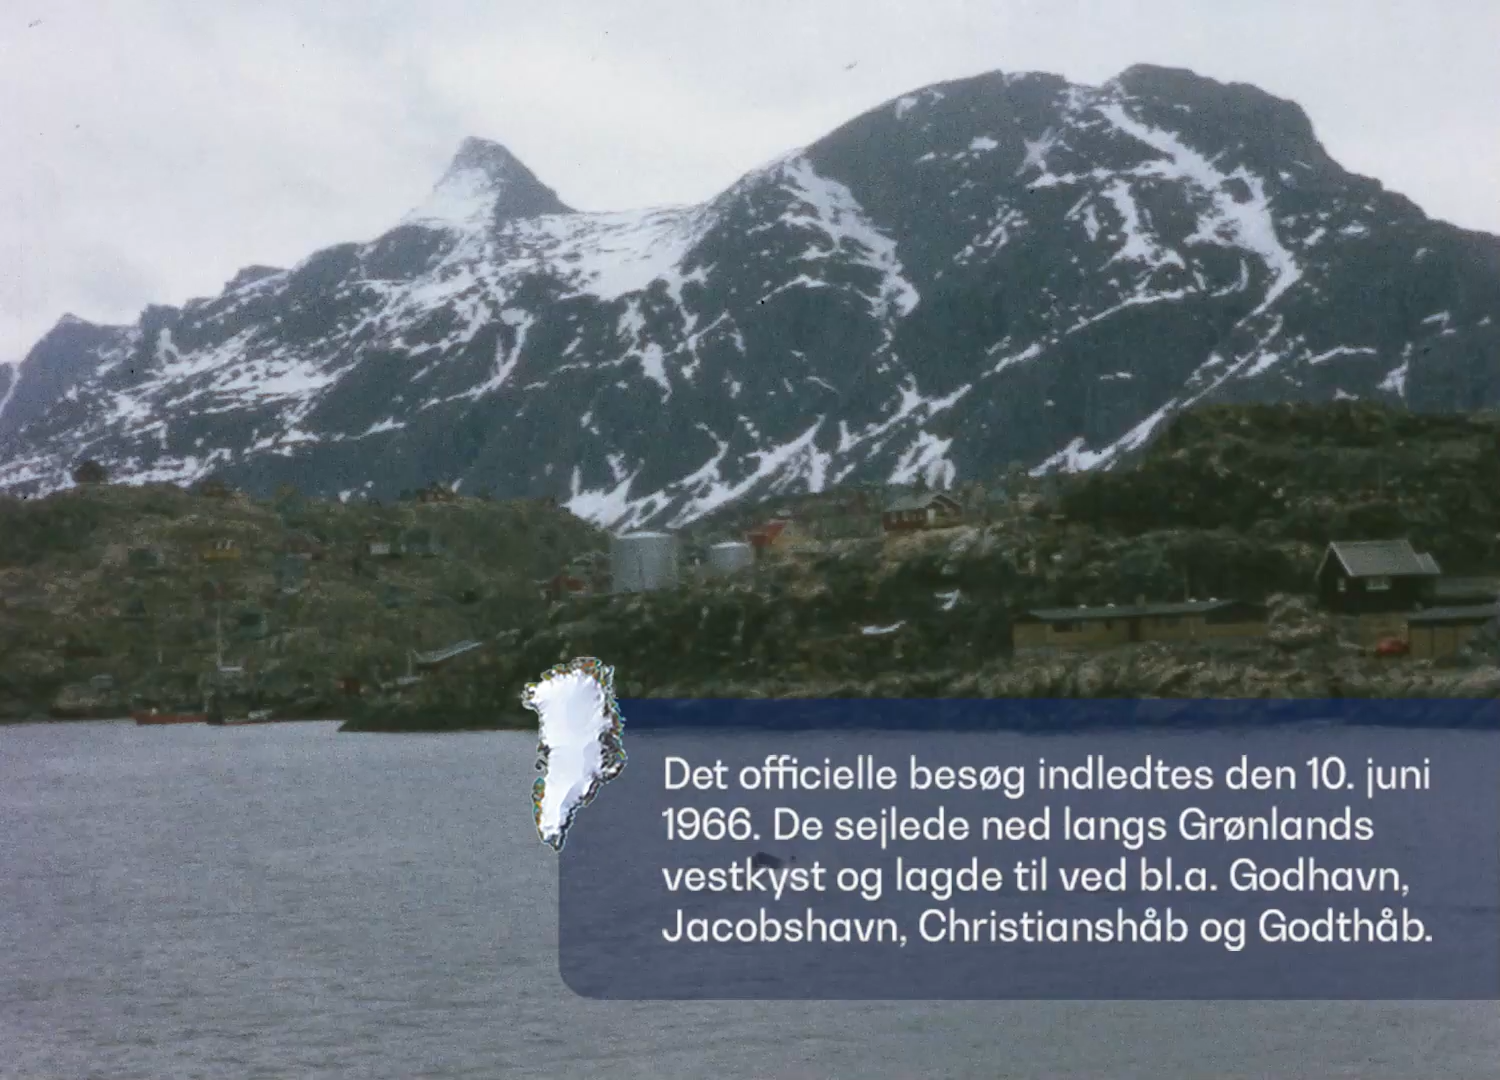 Det officielle besøg indledtes den 10. juni
1966. De sejlede ned langs Grønlands
vestkyst og lagde til ved bl.a. Godhavn,
Jacobshavn, Christianshåb og Godthåb.